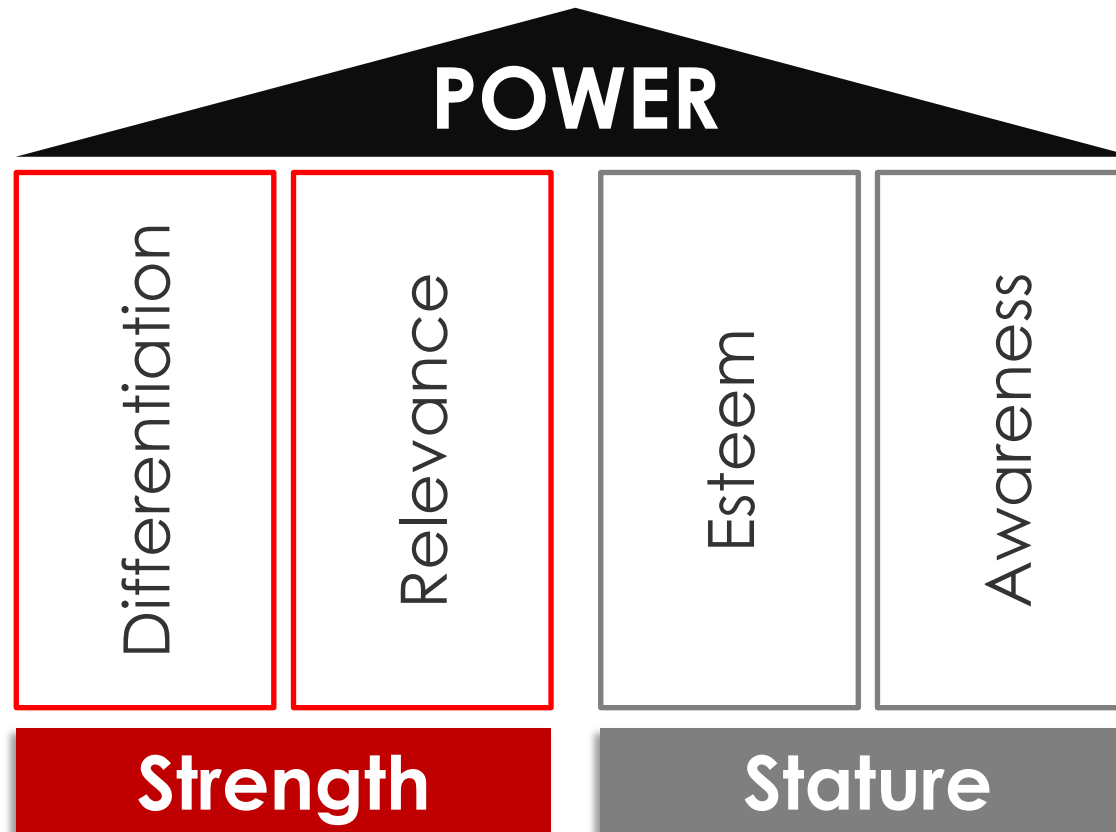 POWER
Differentiation
Relevance
Esteem
Awareness
Strength
Stature